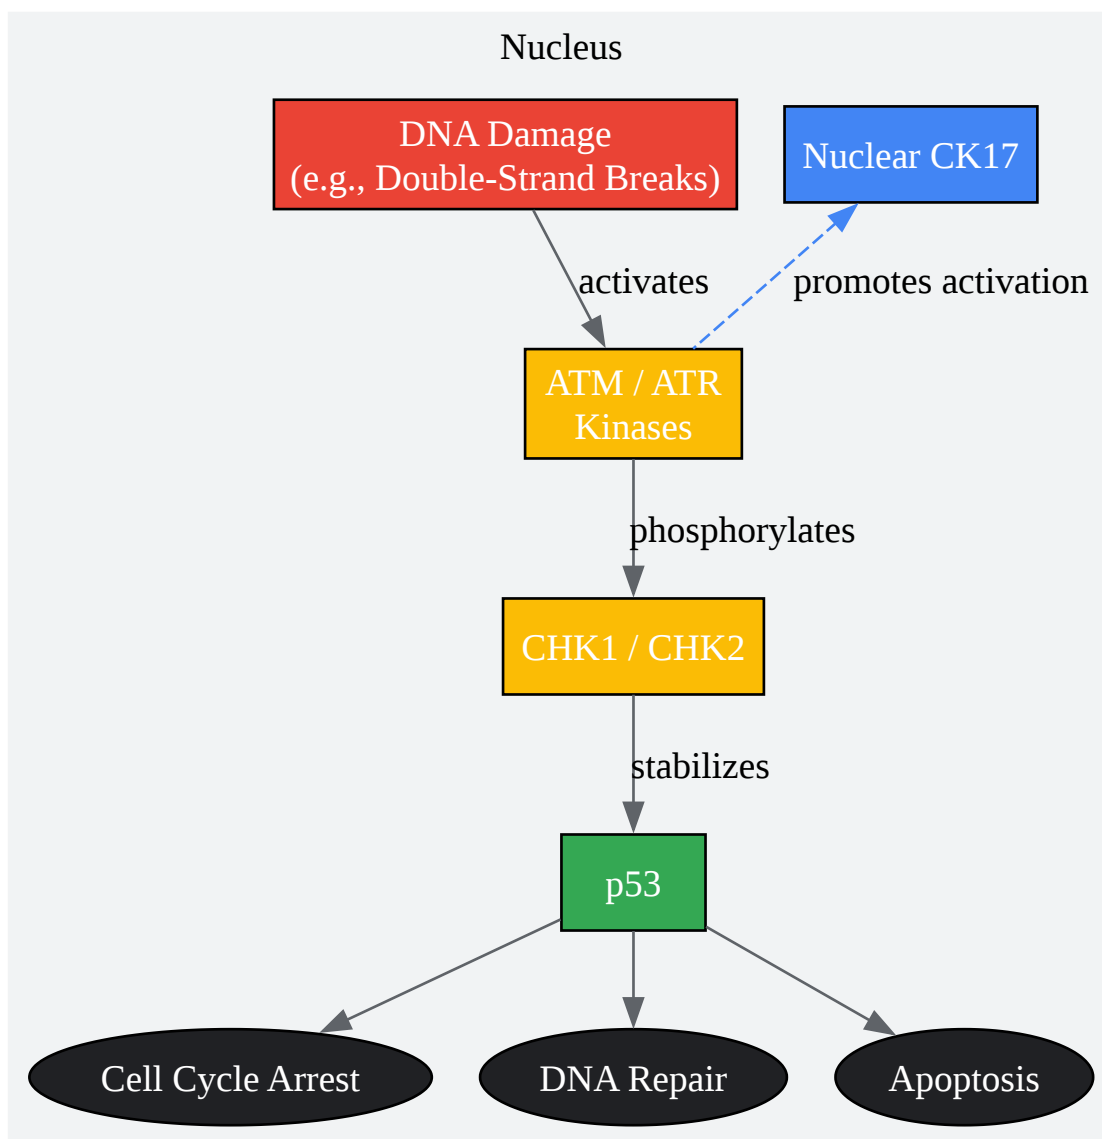 Nucleus
DNA Damage
(e.g., Double-Strand Breaks)
Nuclear CK17
activates
promotes activation
ATM / ATR
Kinases
phosphorylates
CHK1 / CHK2
stabilizes
p53
Cell Cycle Arrest
DNA Repair
Apoptosis